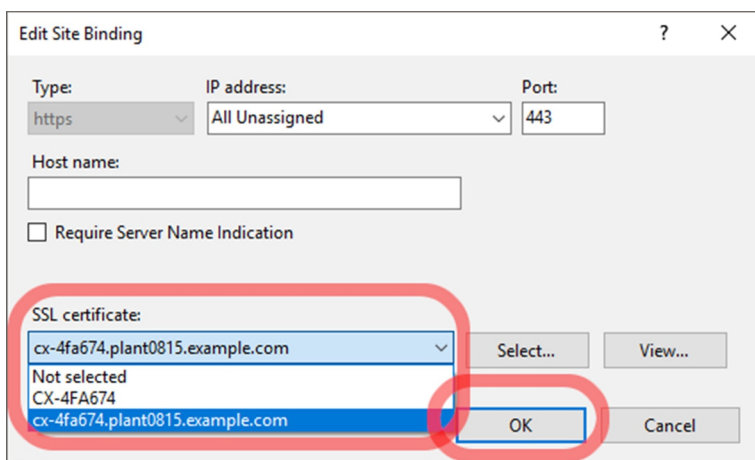 Edit Site Binding ? X
Type: IP address: Port:
https All Unassigned 443
Host name:
Require Server Name Indication
SSL certificate:
cx-4fa674.plant0815.example.com Select... View...
Not selected
CX-4FA674
cx-4fa674.plant0815.example.com
OK Cancel